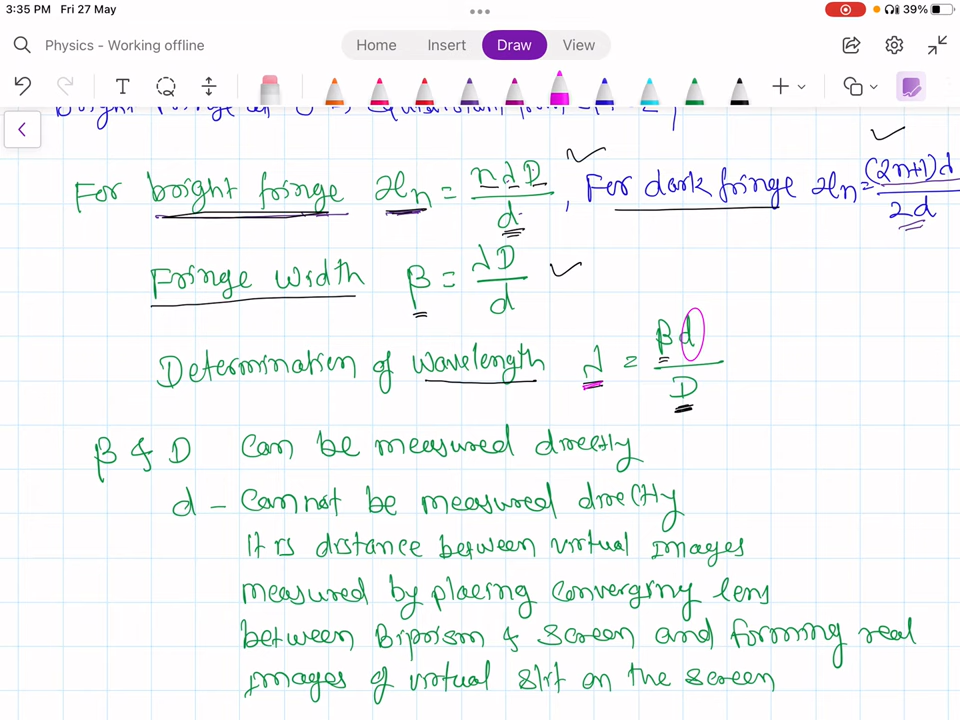 3:35 PM Fri 27 May
39%
Physics - Working offline
Home Insert Draw View
For bright fringe xn = nλD/d , For dark fringe xn = (2n+1)d/2d
Fringe width β = λD/d
Determination of wavelength λ = βd/D
β & D Can be measured directly
d - Cannot be measured directly
It is distance between virtual images
measured by placing converging lens
between Biprism & screen and forming real
images of virtual slit on the screen